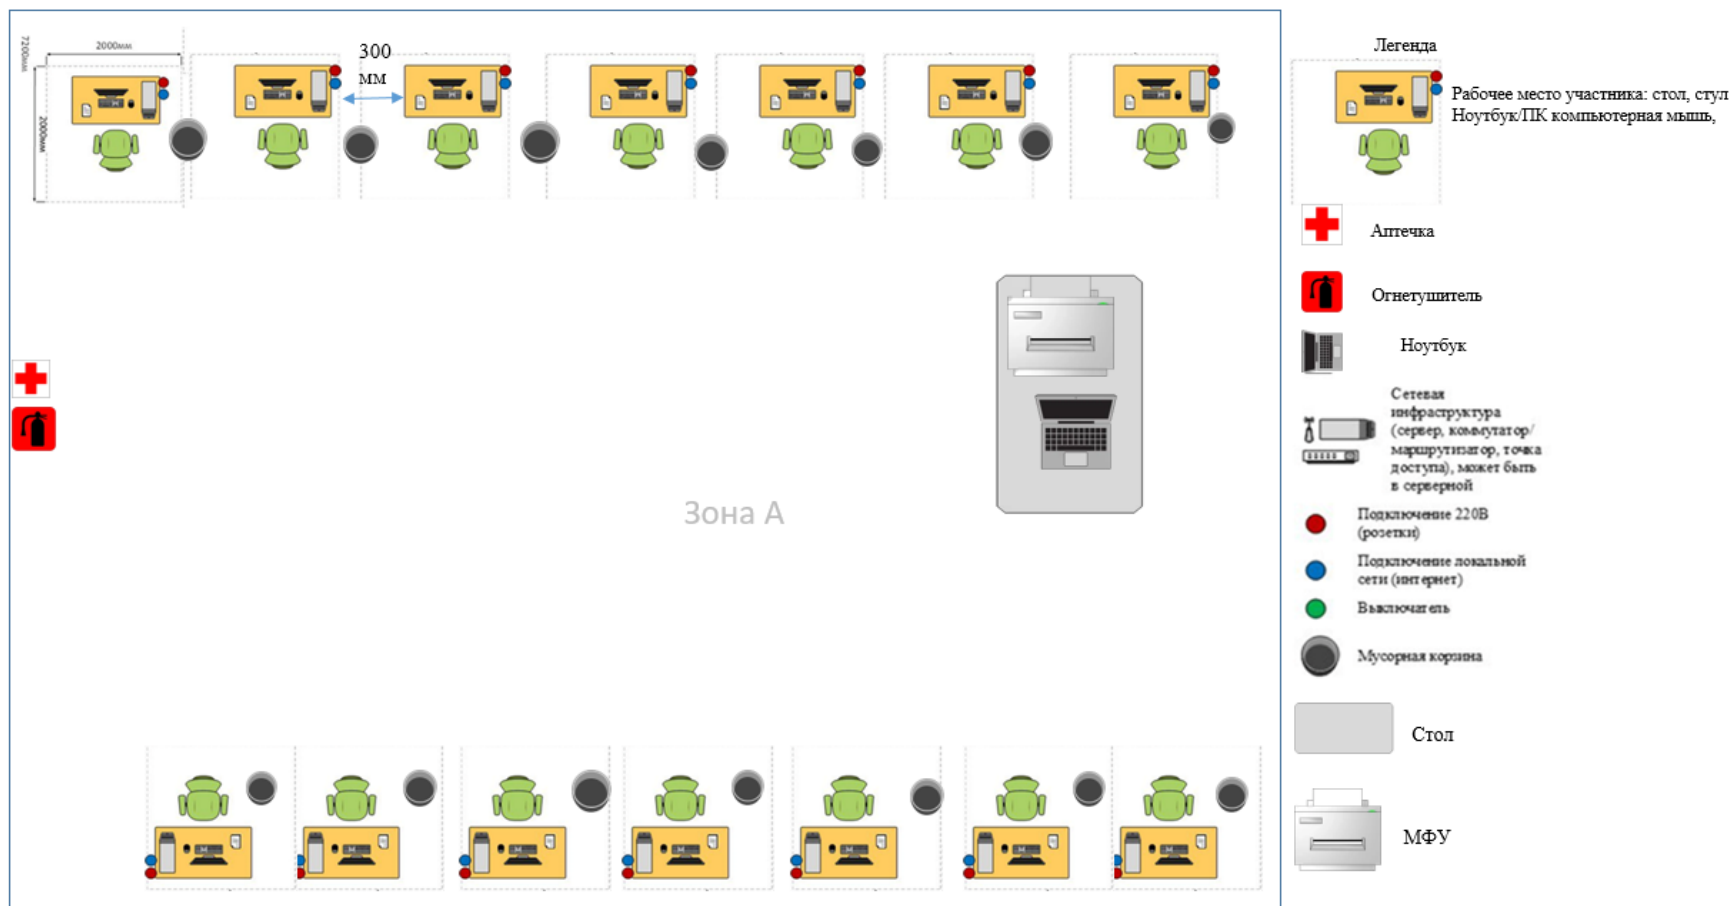 7200мм
2000мм
2000мм
300
мм
Зона А
Легенда
Рабочее место участника: стол, стул
Ноутбук/ПК компьютерная мышь,
Аптечка
Огнетушитель
Ноутбук
Сетевая
инфраструктура
(сервер, коммутатор/
маршрутизатор, точка
доступа), может быть
в серверной
Подключение 220В
(розетки)
Подключение локальной
сети (интернет)
Выключатель
Мусорная корзина
Стол
МФУ